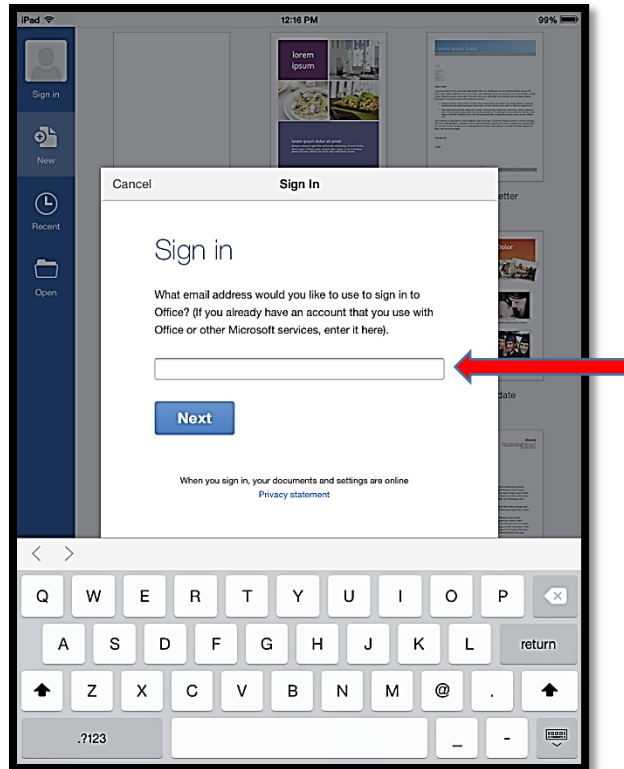 iPad 12:16 PM 99%
Sign in
New
Recent
Open
lorem
ipsum
lorem ipsum dolor sit amet
etter
date
Cancel Sign In
Sign in
What email address would you like to use to sign in to
Office? (If you already have an account that you use with
Office or other Microsoft services, enter it here).
Next
When you sign in, your documents and settings are online
Privacy statement
Q W E R T Y U I O P
A S D F G H J K L return
Z X C V B N M @ .
.?123 _ -